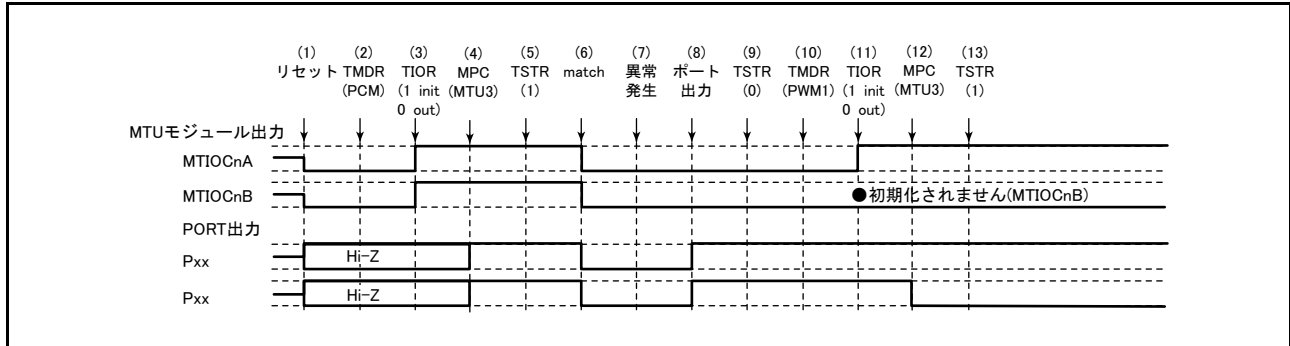 (1) (2) (3) (4) (5) (6) (7) (8) (9) (10) (11) (12) (13)
リセット TMDR TIOR MPC TSTR match 異常 ポート TSTR TMDR TIOR MPC TSTR
(PCM) (1 init (MTU3) (1) 発生 出力 (0) (PWM1) (1 init (MTU3) (1)
0 out) 0 out)
MTUモジュール出力
MTIOCnA
MTIOCnB ●初期化されません(MTIOCnB)
PORT出力
Pxx Hi-Z
Pxx Hi-Z